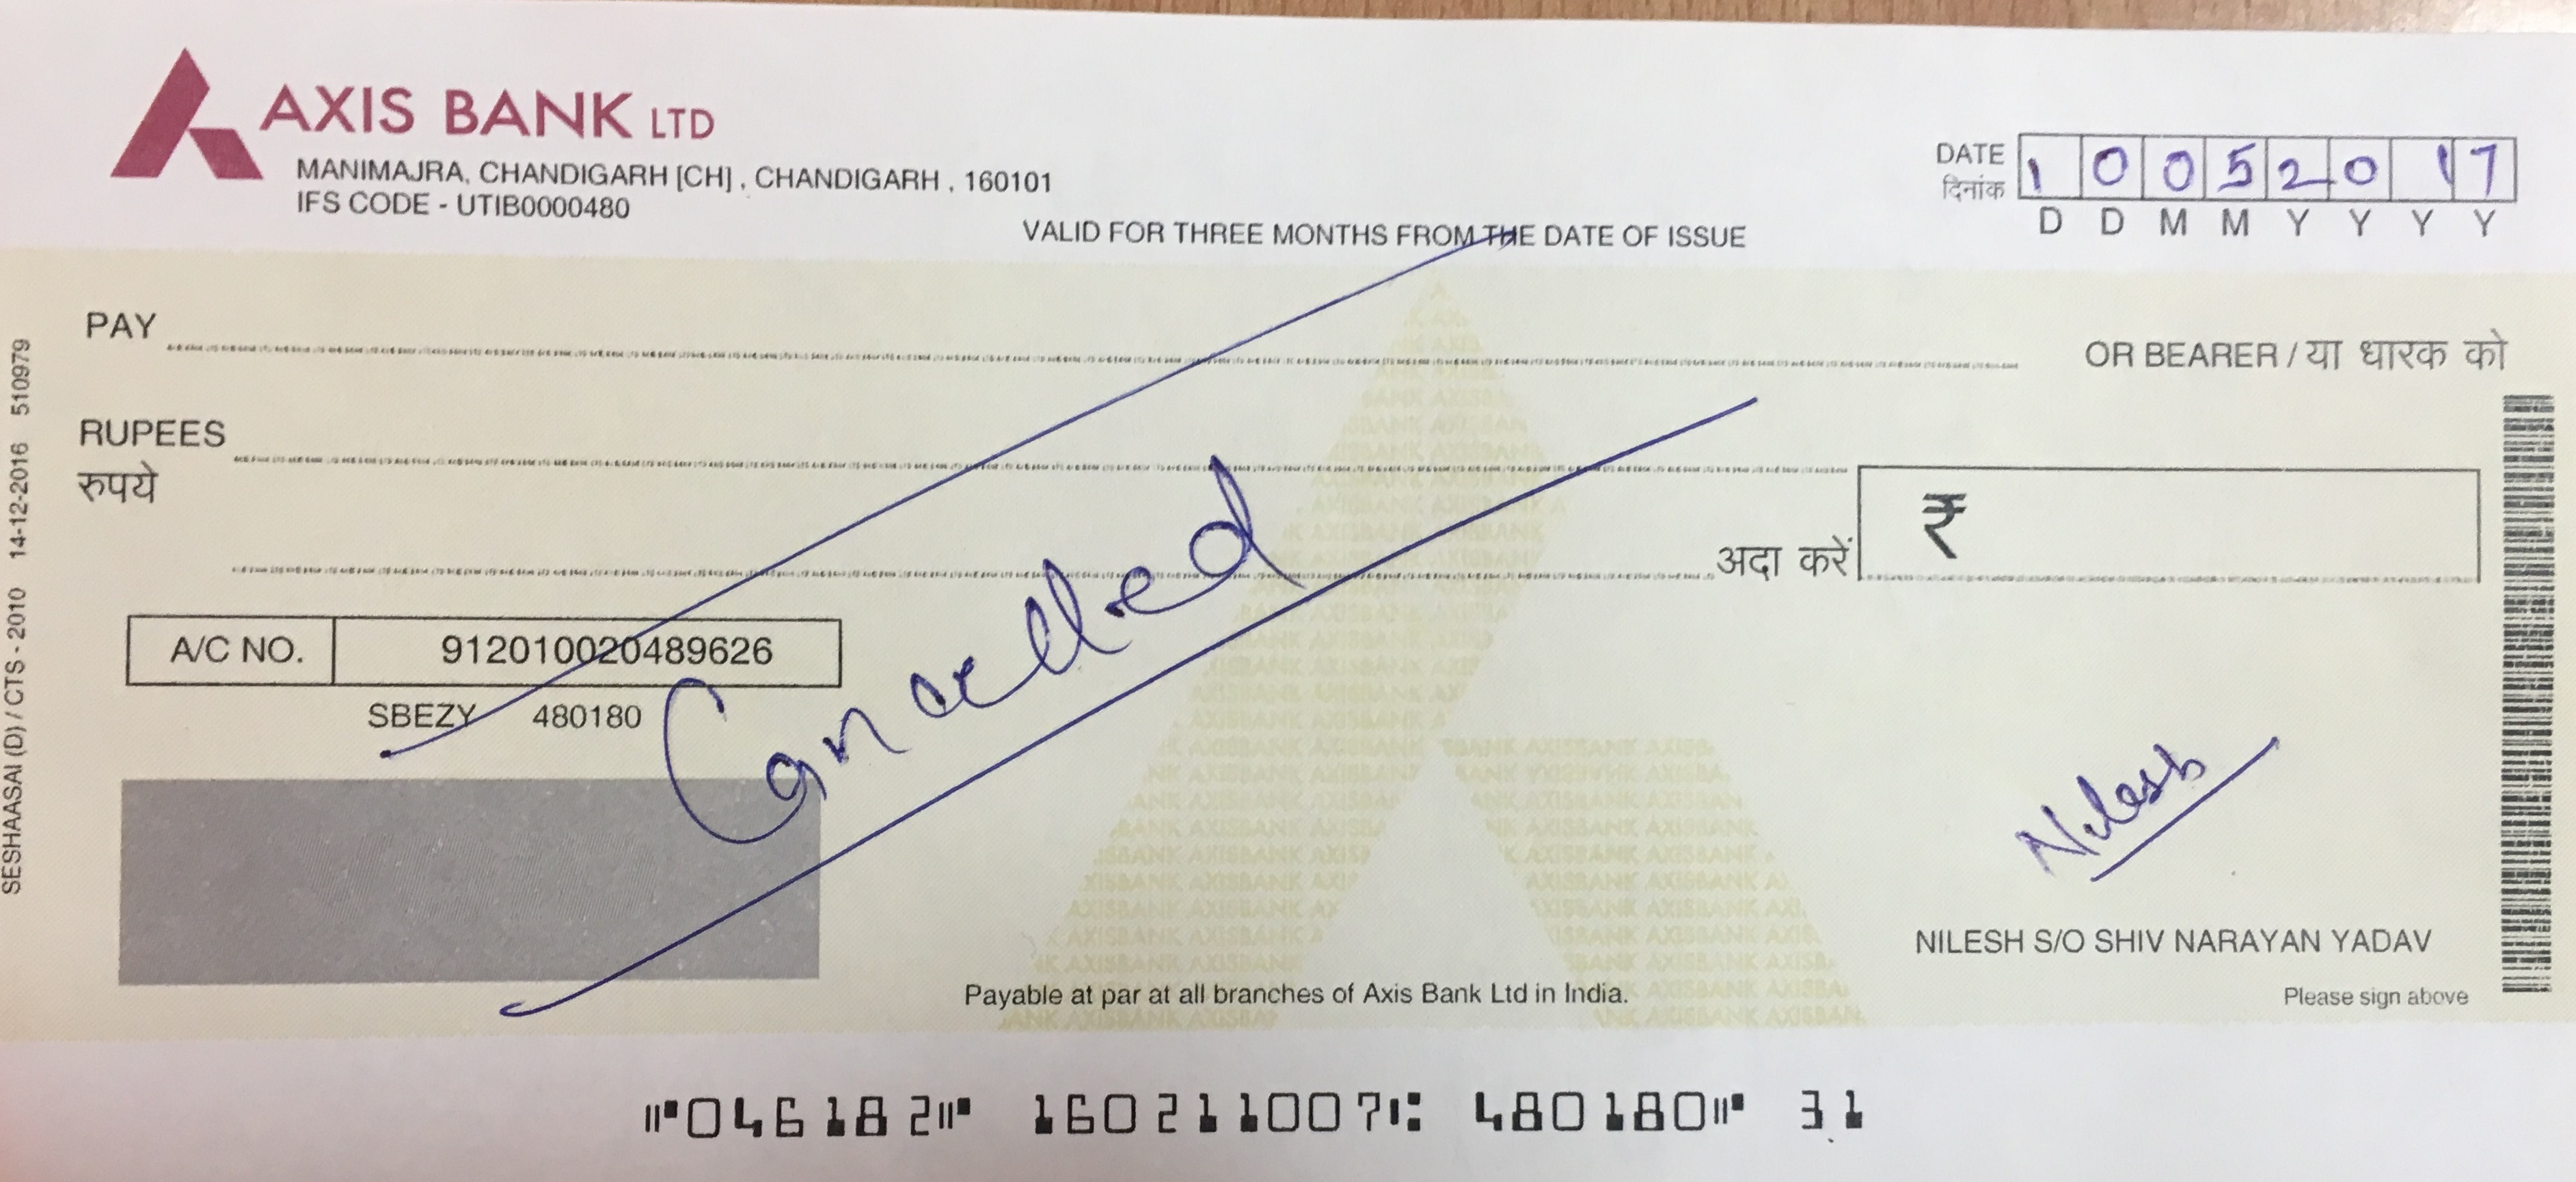 AXIS BANK LTD
MANIMAJRA, CHANDIGARH [CH] , CHANDIGARH , 160101
IFS CODE - UTIB0000480
DATE
दिनांक
1 0 0 5 2 0 1 7
D D M M Y Y Y Y
VALID FOR THREE MONTHS FROM THE DATE OF ISSUE
PAY
OR BEARER / या धारक को
RUPEES
रुपये
अदा करें
₹
A/C NO. 912010020489626
SBEZY 480180
Cancelled
Nilesh
NILESH S/O SHIV NARAYAN YADAV
Please sign above
Payable at par at all branches of Axis Bank Ltd in India.
SESHAASAI (D) / CTS - 2010 14-12-2016 510979
⑈046182⑈ 160211007⑆ 480180⑈ 31